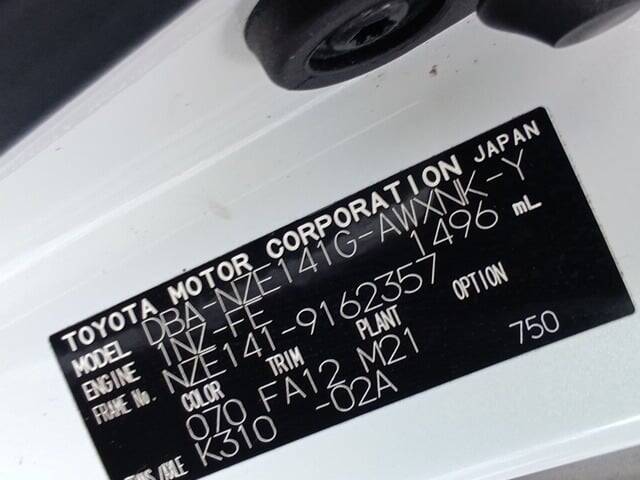 TOYOTA MOTOR CORPORATION JAPAN
MODEL DBA-NZE141G-AWXNK-Y
ENGINE 1NZ-FE 1496 mL
FRAME No. NZE141-9162357
COLOR TRIM PLANT OPTION
070 FA12 M21 750
/AXLE K310 -02A